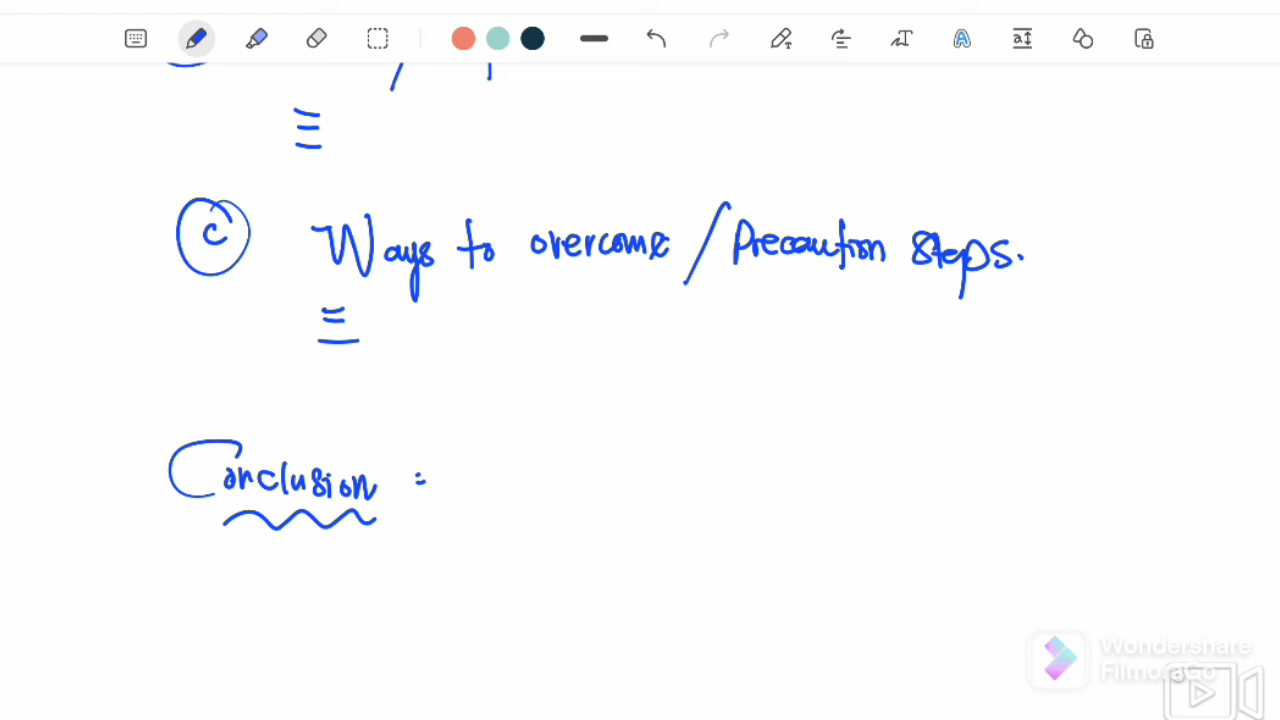 C Ways to overcome / Precaution steps.
Conclusion :
Wondershare
FilmoraGo